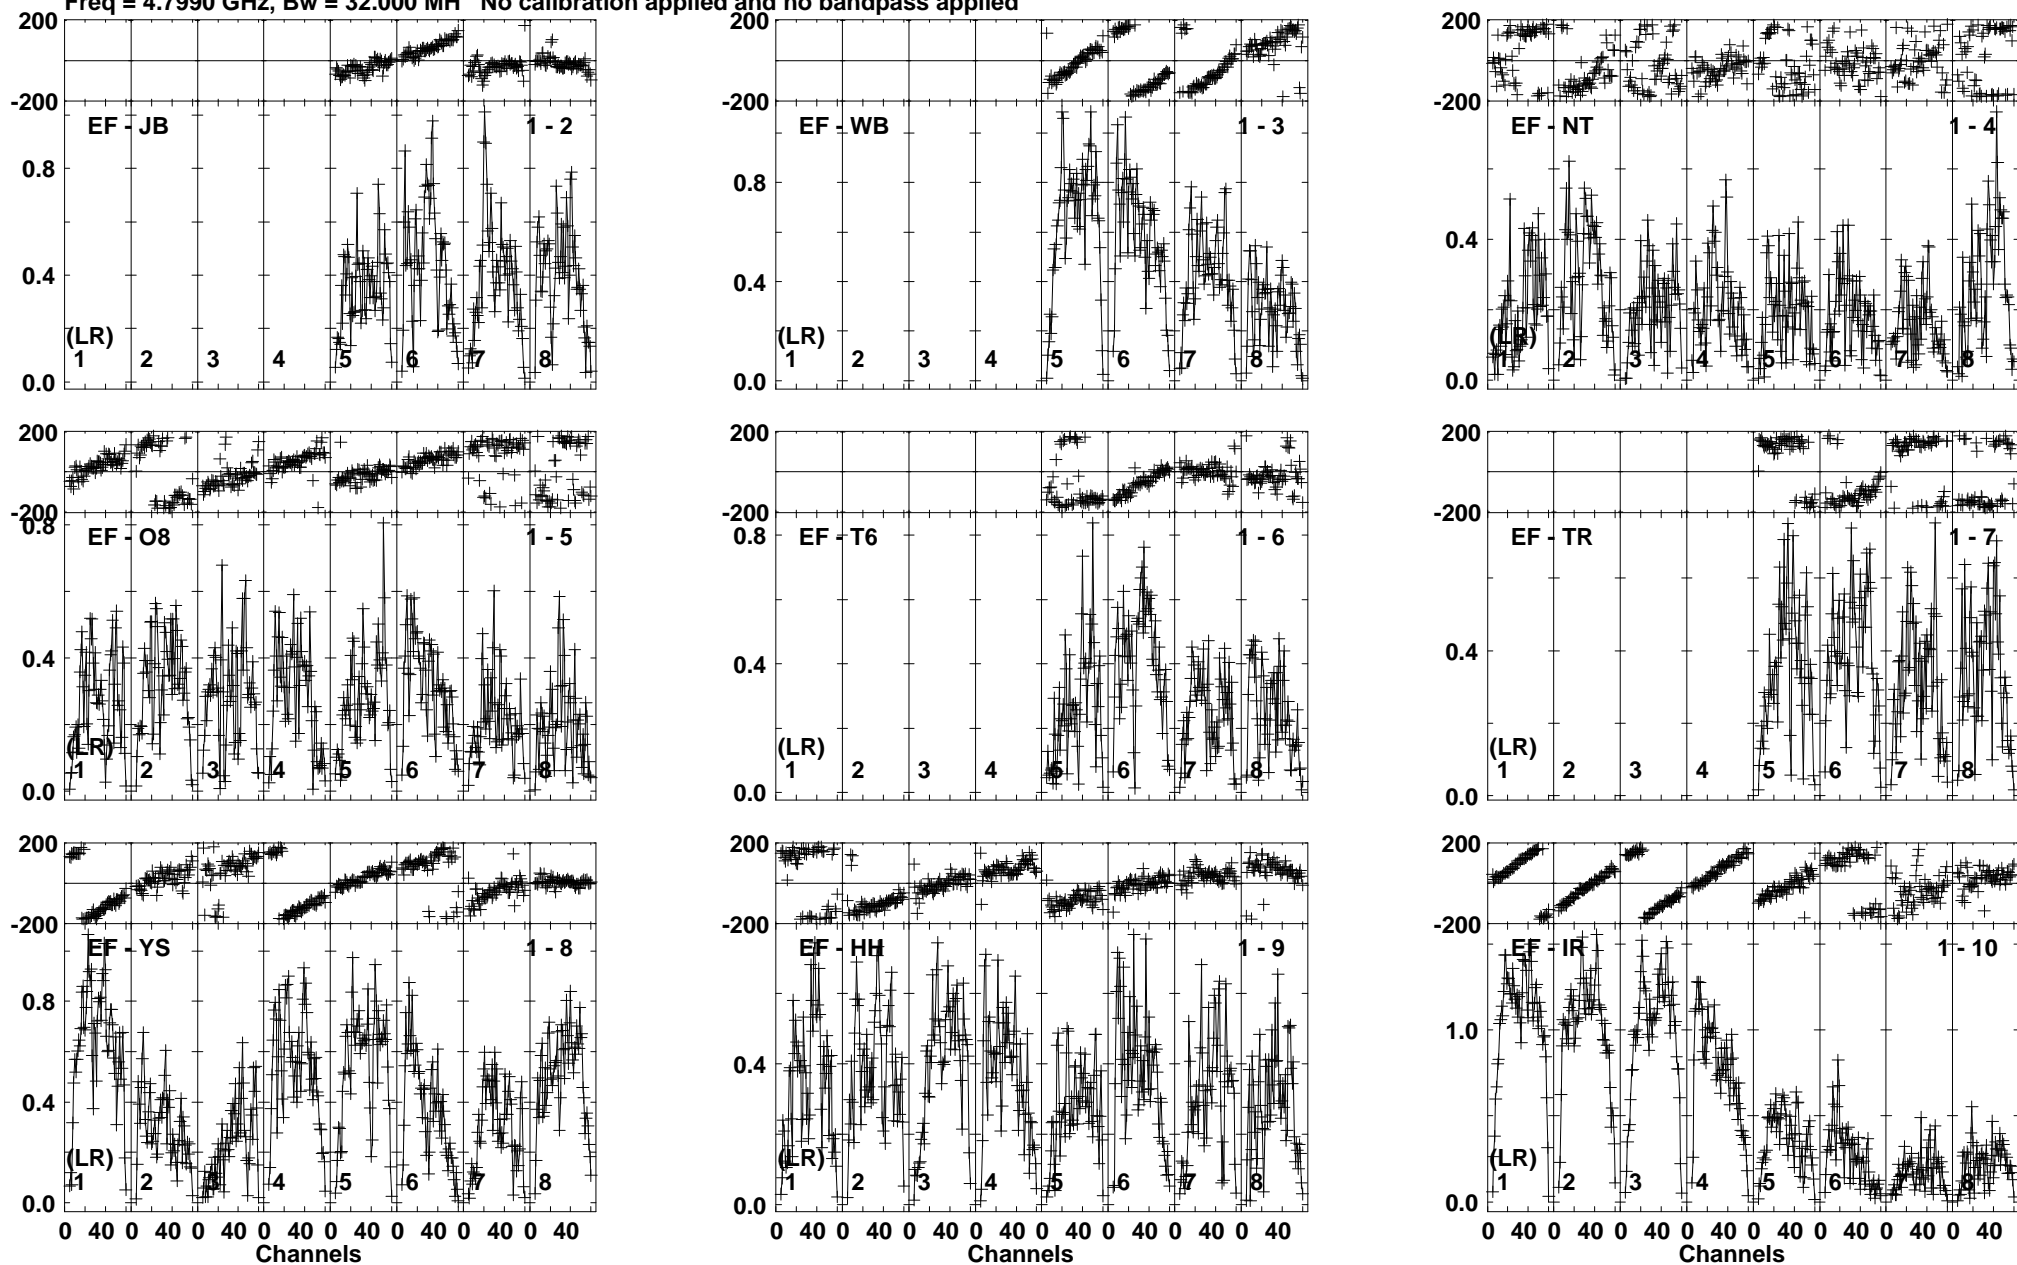 Freq = 4.7990 GHz, Bw = 32.000 MH No calibration applied and no bandpass applied
200 200 200
-200 -200 -200
EF - JB 1 - 2 EF - WB 1 - 3 EF - NT 1 - 4
0.8 0.8 0.4
0.4 0.4
(LR) (LR) (LR)
1 2 3 4 5 6 7 8 1 2 3 4 5 6 7 8 1 2 3 4 5 6 7 8
0.0 0.0 0.0
200 200 200
-200 -200 -200
0.8 0.8
EF - O8 1 - 5 EF - T6 1 - 6 EF - TR 1 - 7
0.4 0.4 0.4
(LR) (LR) (LR)
1 2 3 4 5 6 7 8 1 2 3 4 5 6 7 8 1 2 3 4 5 6 7 8
0.0 0.0 0.0
200 200 200
-200 -200 -200
EF - YS 1 - 8 EF - HH 1 - 9 EF - IR 1 - 10
0.8 0.4 1.0
0.4
(LR) (LR) (LR)
1 2 3 4 5 6 7 8 1 2 3 4 5 6 7 8 1 2 3 4 5 6 7 8
0.0 0.0 0.0
0 40 0 40 0 40 0 40 0 40 0 40 0 40 0 40 0 40 0 40 0 40 0 40 0 40 0 40 0 40 0 40 0 40 0 40 0 40 0 40 0 40 0 40 0 40 0 40
Channels Channels Channels